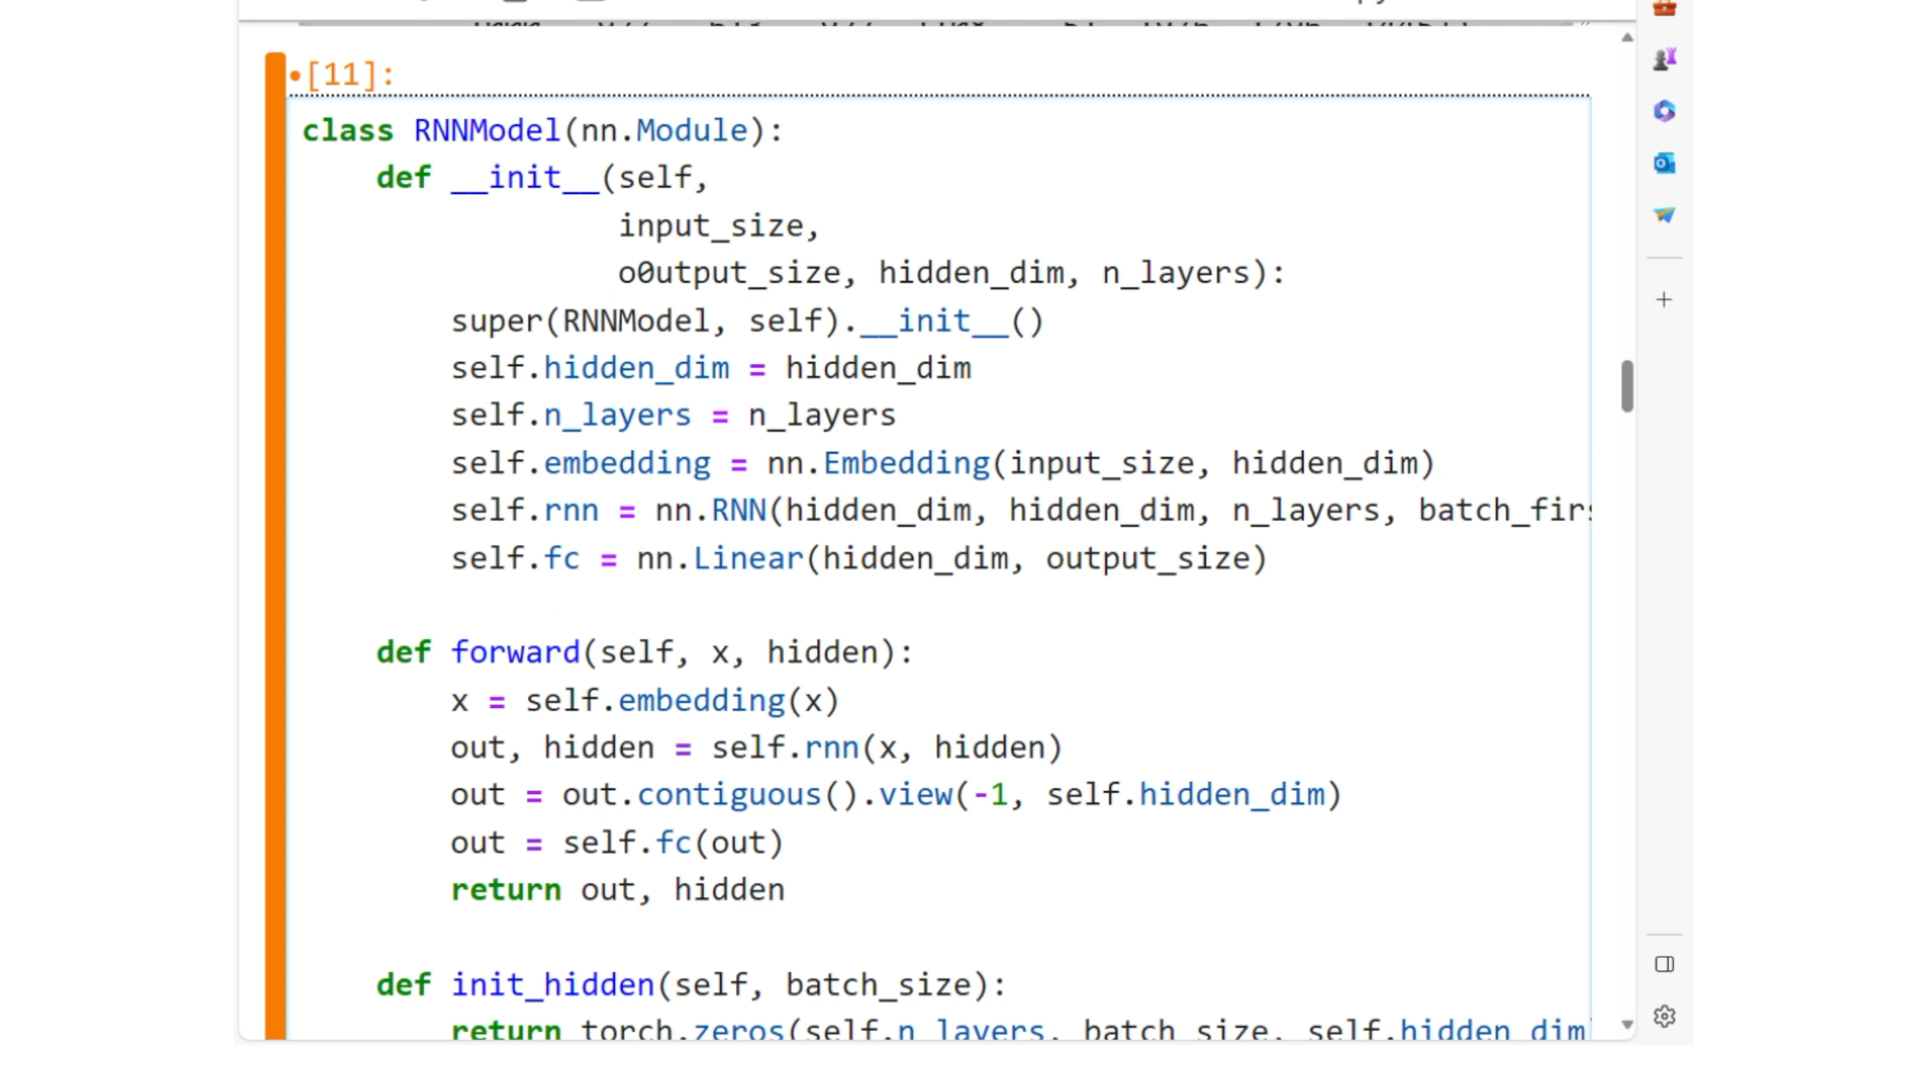 [11]:
class RNNModel(nn.Module):
    def __init__(self,
                 input_size,
                 o0utput_size, hidden_dim, n_layers):
        super(RNNModel, self).__init__()
        self.hidden_dim = hidden_dim
        self.n_layers = n_layers
        self.embedding = nn.Embedding(input_size, hidden_dim)
        self.rnn = nn.RNN(hidden_dim, hidden_dim, n_layers, batch_firs
        self.fc = nn.Linear(hidden_dim, output_size)
    def forward(self, x, hidden):
        x = self.embedding(x)
        out, hidden = self.rnn(x, hidden)
        out = out.contiguous().view(-1, self.hidden_dim)
        out = self.fc(out)
        return out, hidden
    def init_hidden(self, batch_size):
        return torch.zeros(self.n_layers, batch_size, self.hidden_dim